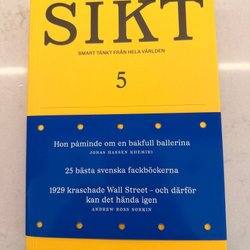 SIKT
SMART TÄNKT FRÅN HELA VÄRLDEN
5
Hon påminde om en bakfull ballerina
JONAS HASSEN KHEMIRI
25 bästa svenska fackböckerna
1929 kraschade Wall Street – och därför
kan det hända igen
ANDREW ROSS SORKIN